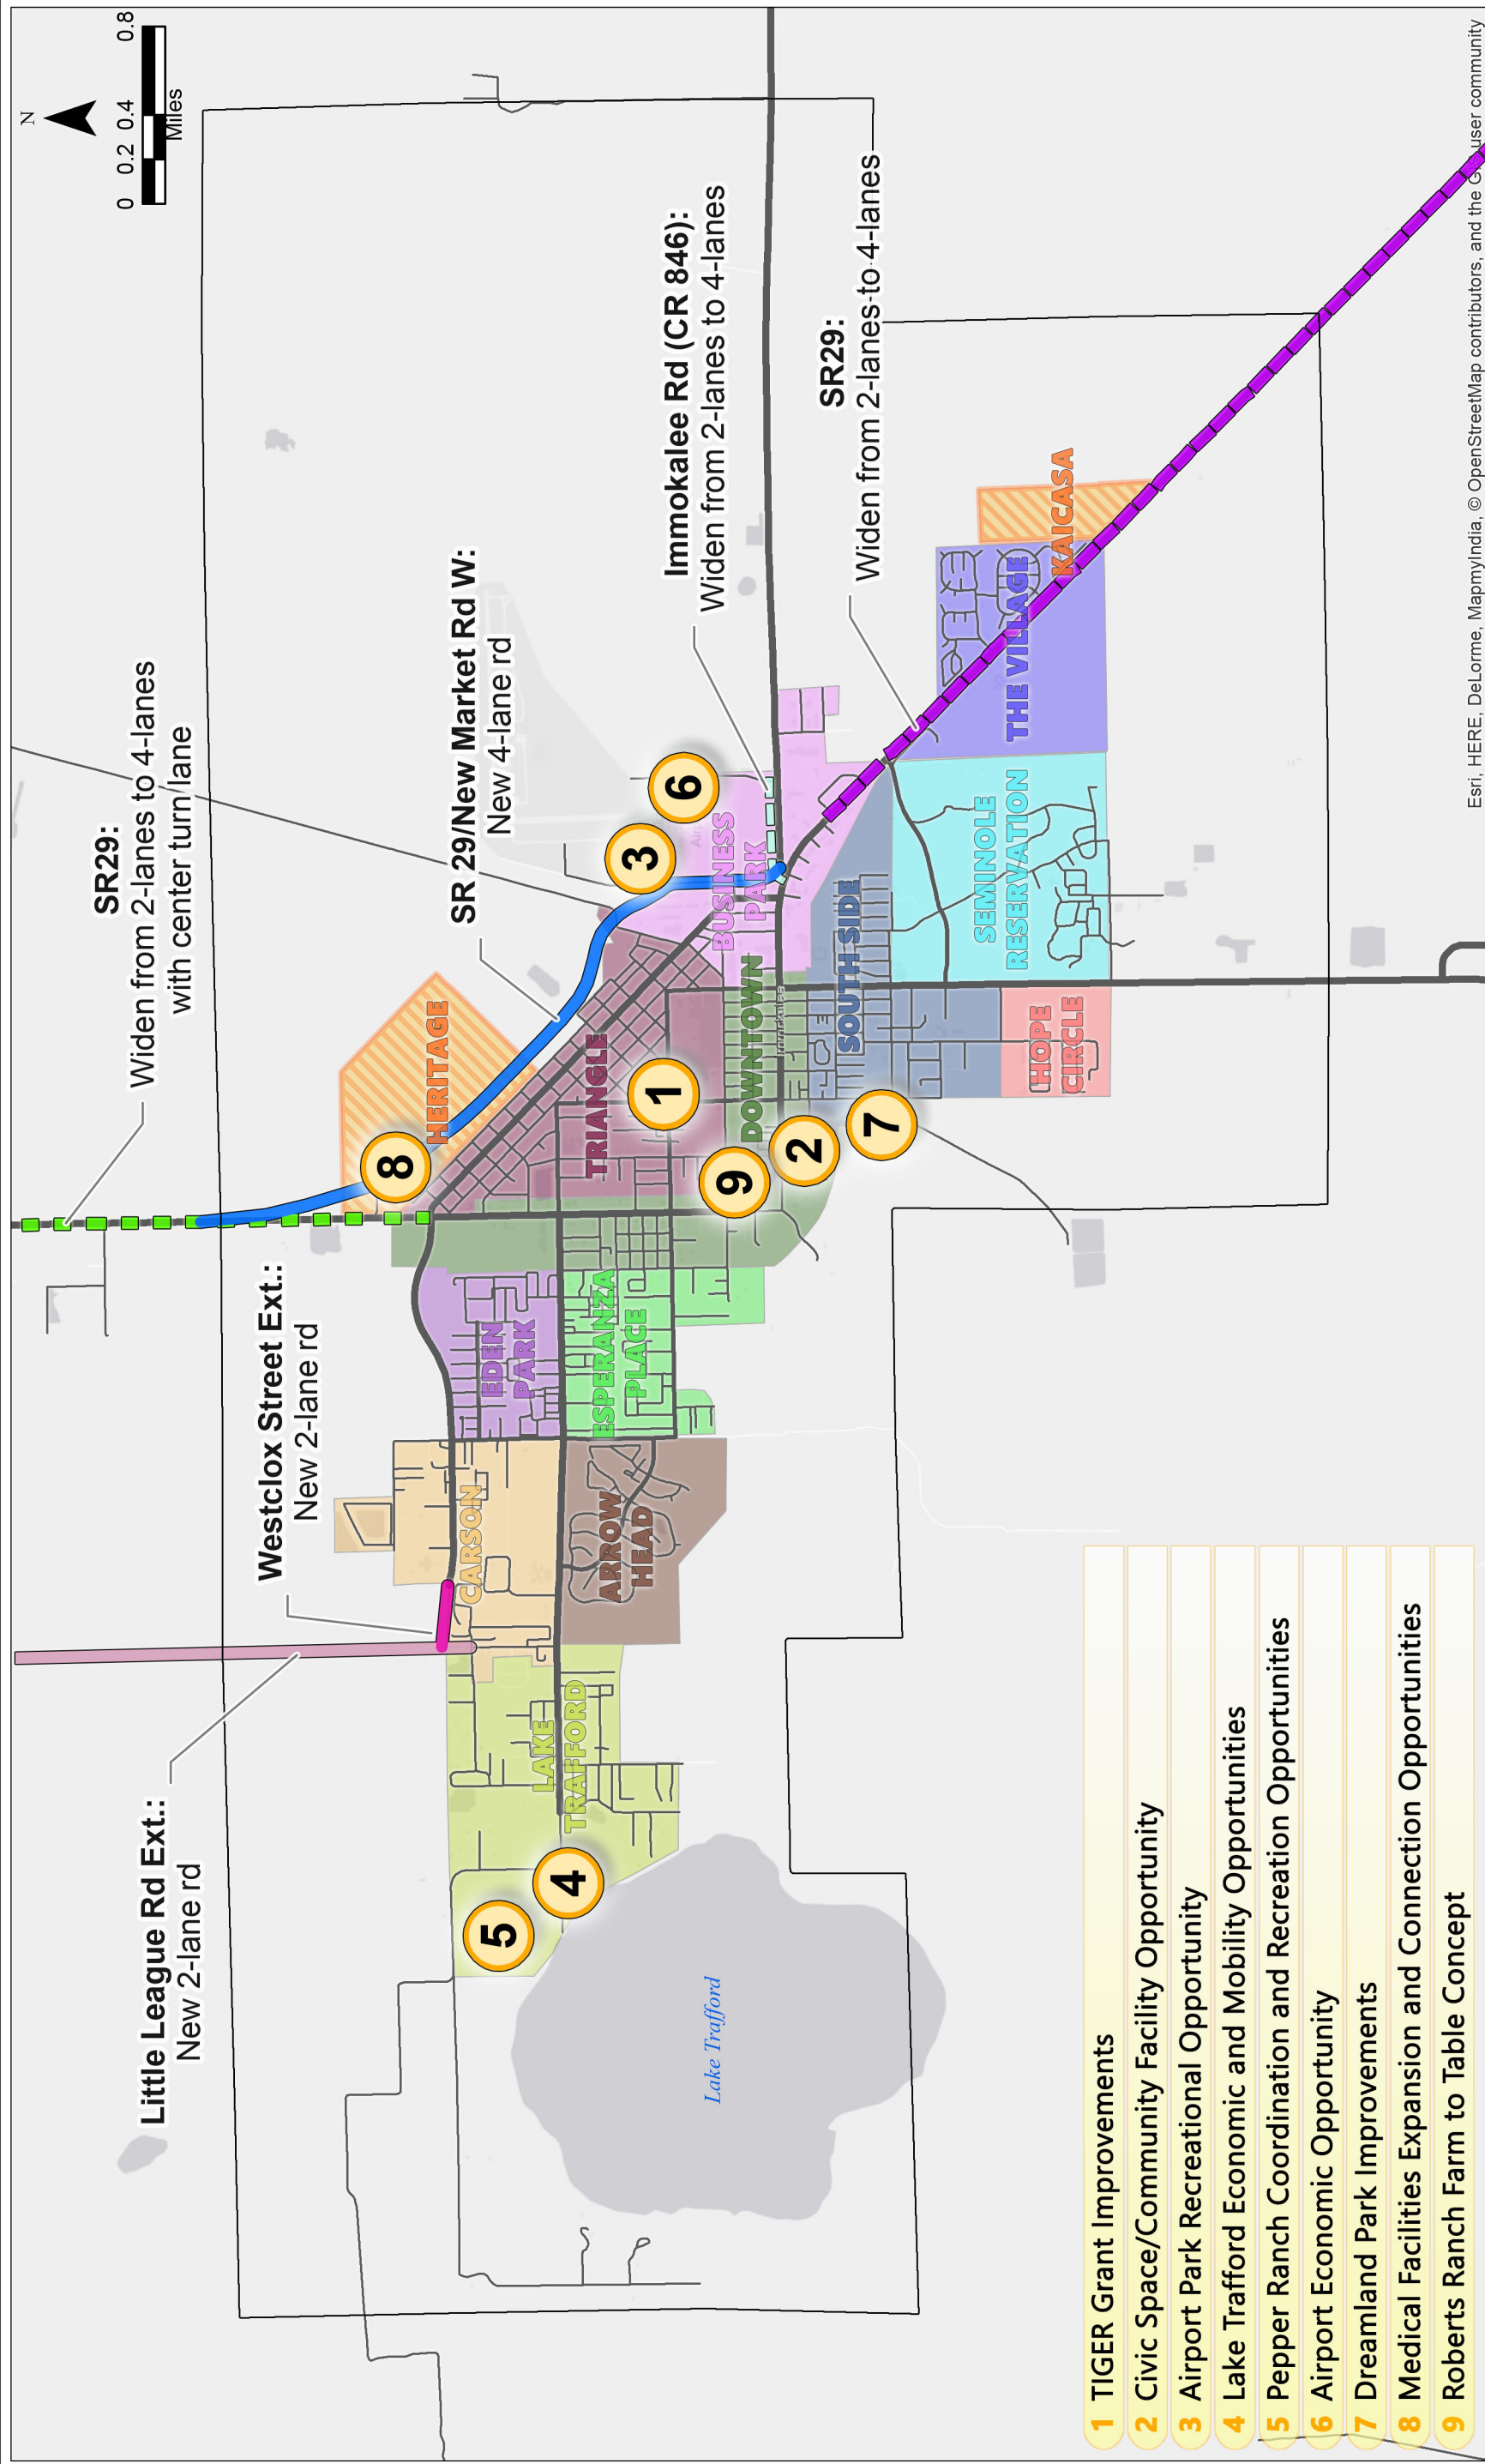 Little League Rd Ext.:
New 2-lane rd
Westclox Street Ext.:
New 2-lane rd
SR29:
Widen from 2-lanes to 4-lanes
with center turn lane
SR 29/New Market Rd W:
New 4-lane rd
Immokalee Rd (CR 846):
Widen from 2-lanes to 4-lanes
SR29:
Widen from 2-lanes to 4-lanes
N
0 0.2 0.4 0.8
Miles
HERITAGE
CARSON
EDEN
PARK
TRIANGLE
LAKE
TRAFFORD
ARROW
HEAD
ESPERANZA
PLACE
BUSINESS
PARK
DOWNTOWN
Immokalee
SOUTH SIDE
SEMINOLE
RESERVATION
THE VILLAGE
KAICASA
HOPE
CIRCLE
Lake Trafford
5
4
8
9
2
1
7
3
6
1 TIGER Grant Improvements
2 Civic Space/Community Facility Opportunity
3 Airport Park Recreational Opportunity
4 Lake Trafford Economic and Mobility Opportunities
5 Pepper Ranch Coordination and Recreation Opportunities
6 Airport Economic Opportunity
7 Dreamland Park Improvements
8 Medical Facilities Expansion and Connection Opportunities
9 Roberts Ranch Farm to Table Concept
Esri, HERE, DeLorme, MapmyIndia, © OpenStreetMap contributors, and the GIS user community